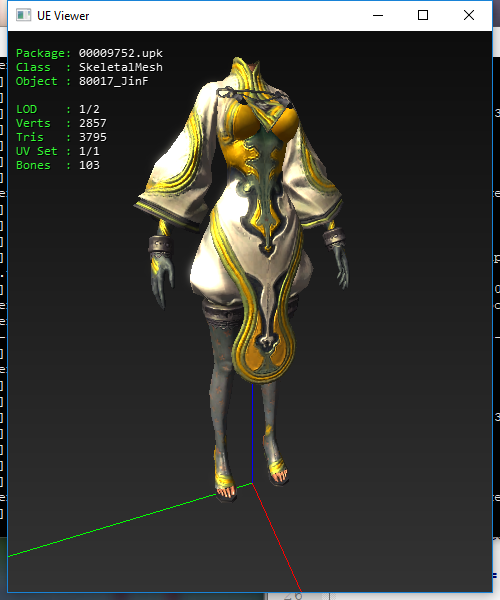 UE Viewer
Package: 00009752.upk
Class : SkeletalMesh
Object : 80017_JinF
LOD : 1/2
Verts : 2857
Tris : 3795
UV Set : 1/1
Bones : 103